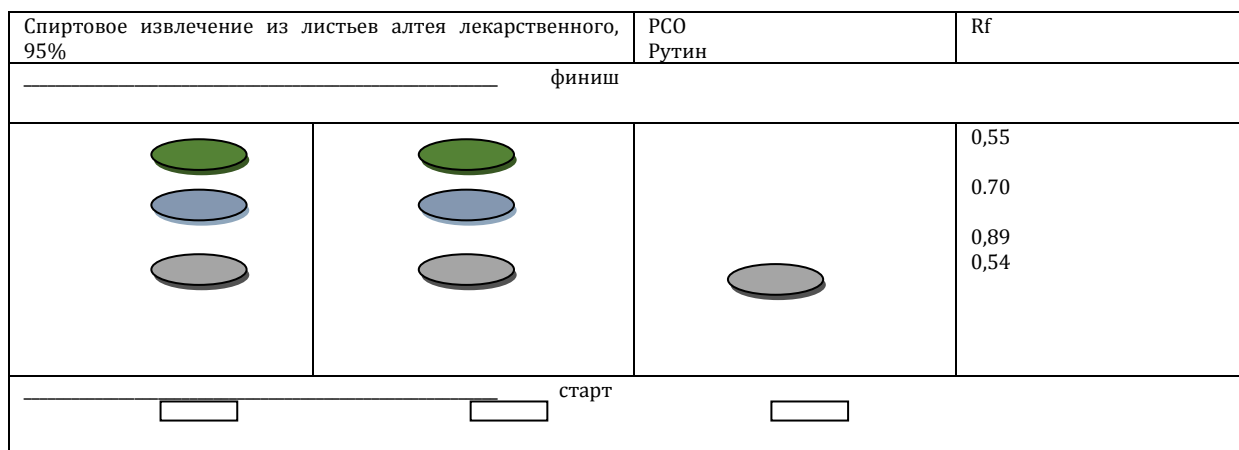 Спиртовое извлечение из листьев алтея лекарственного,
95%
РСО
Рутин
Rf
финиш
0,55
0.70
0,89
0,54
старт